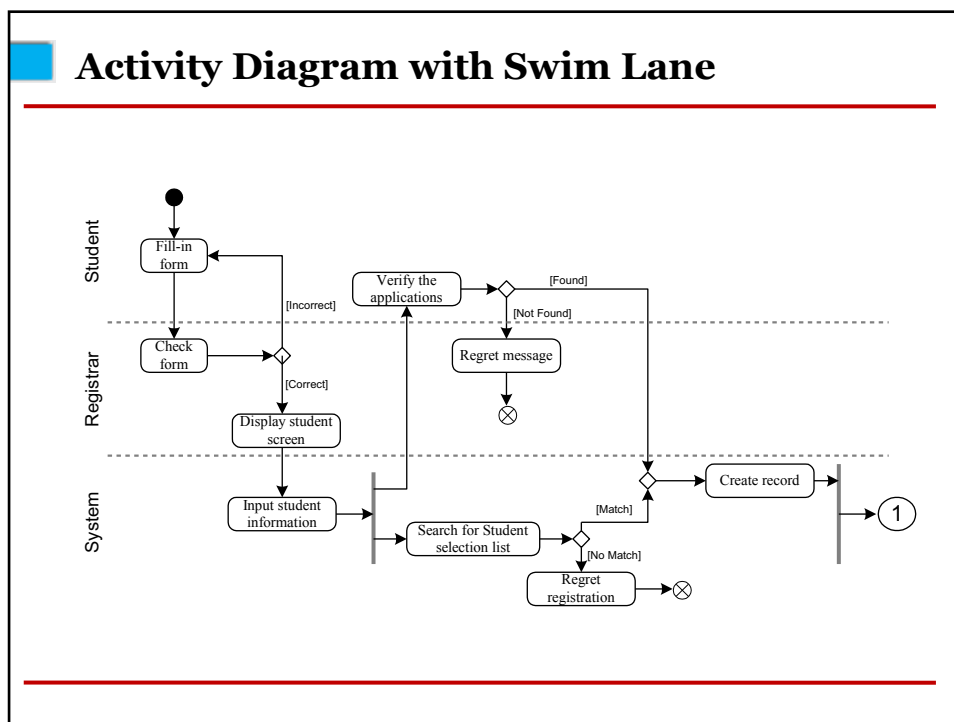 Activity Diagram with Swim Lane
Student
Fill-in
form
[Incorrect]
Verify the
applications
[Found]
[Not Found]
Registrar
Check
form
[Correct]
Display student
screen
Regret message
System
Input student
information
Search for Student
selection list
[Match]
[No Match]
Regret
registration
Create record
1